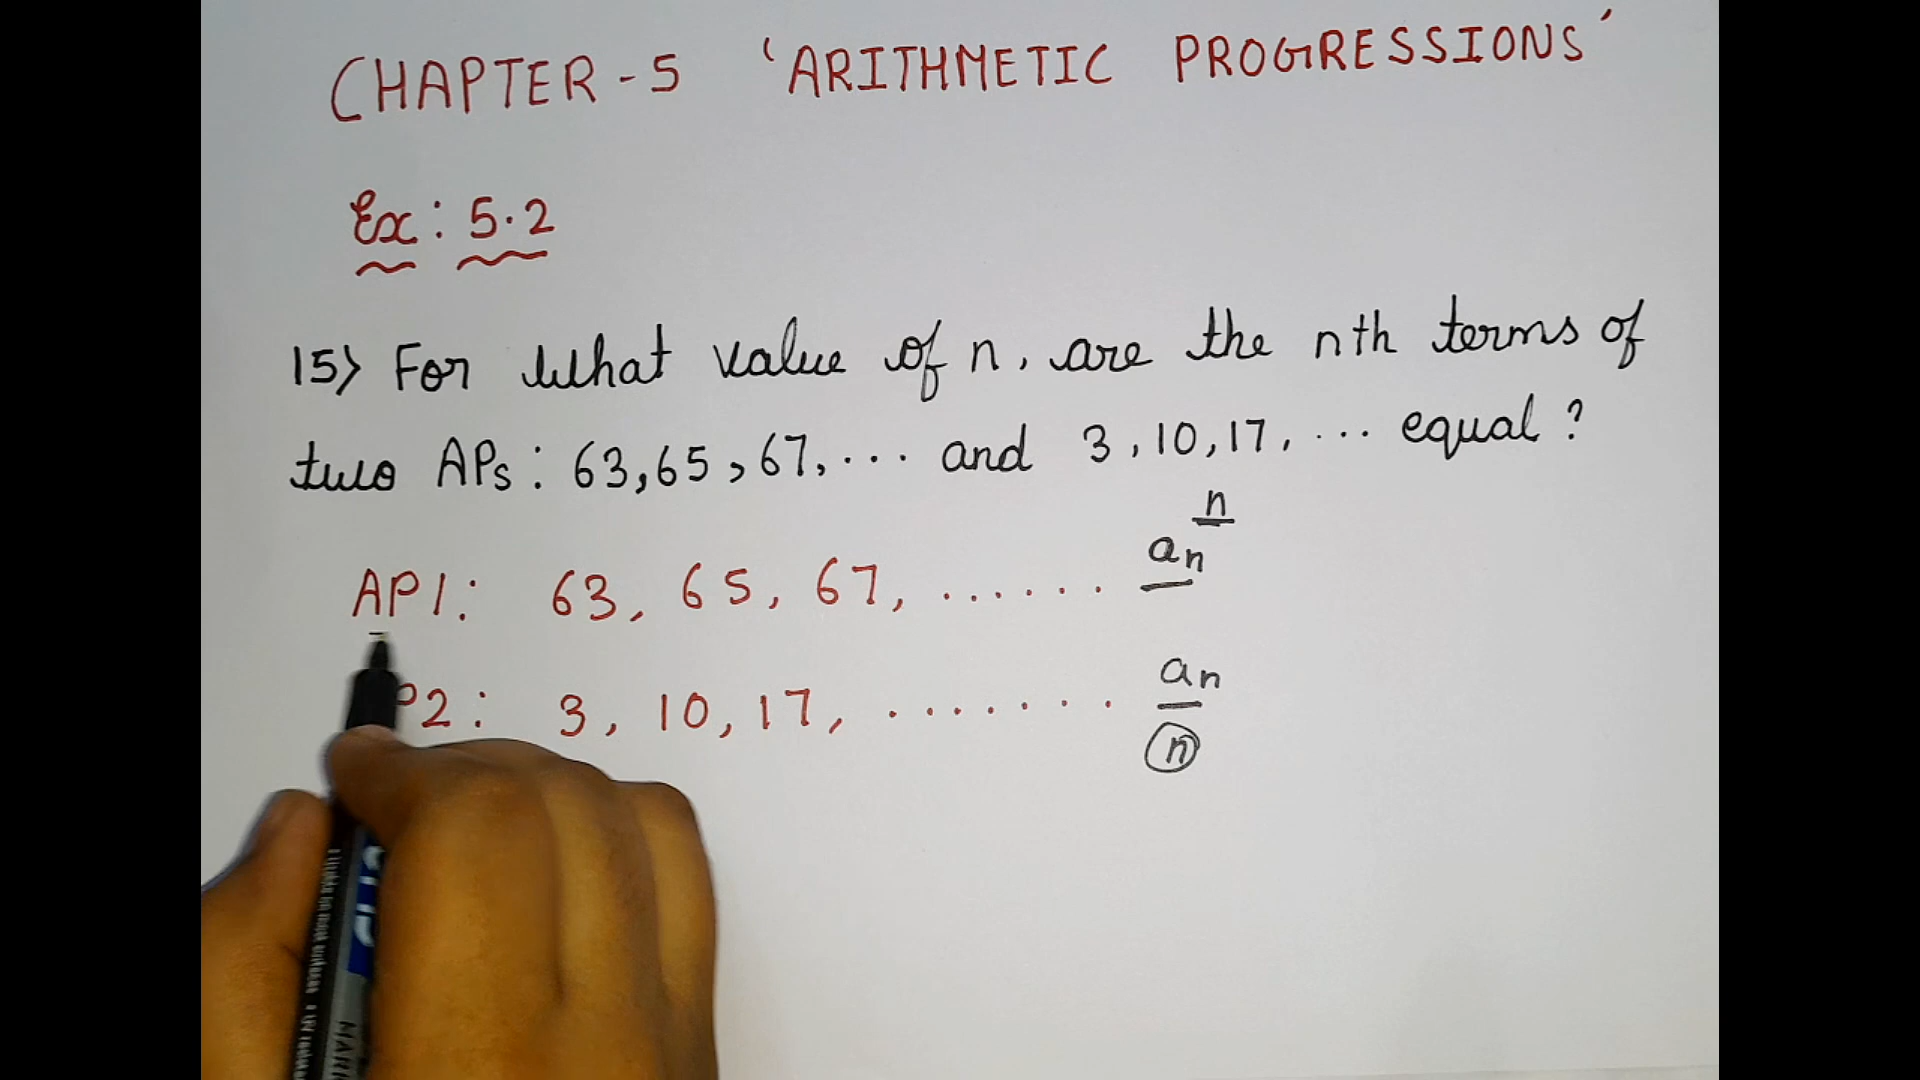 CHAPTER-5 'ARITHMETIC PROGRESSIONS'
Ex: 5.2
15) For what value of n, are the nth terms of
two APs: 63, 65, 67, ... and 3, 10, 17, ... equal?
n
AP1: 63, 65, 67, ...... an
P2: 3, 10, 17, ....... an
n